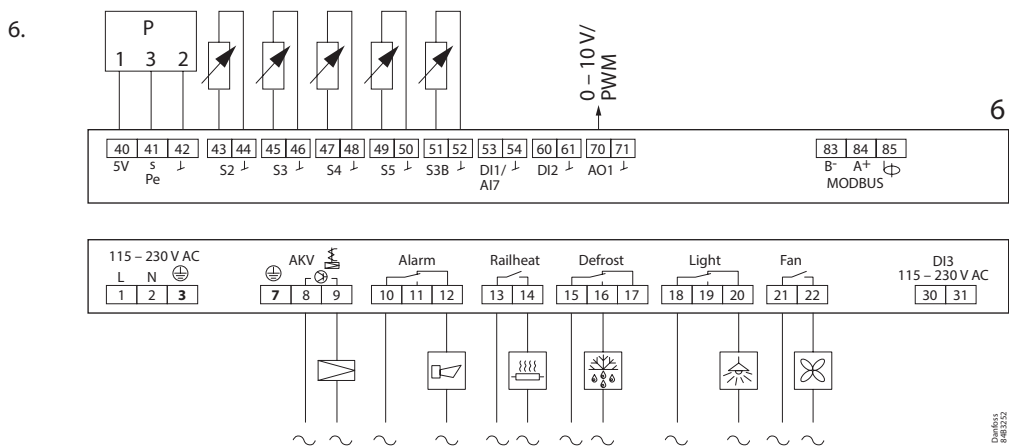 6.
P
1 3 2
0 – 10 V/
PWM
6
40 41 42 43 44 45 46 47 48 49 50 51 52 53 54 60 61 70 71 83 84 85
5V s S2 S3 S4 S5 S3B DI1/ DI2 AO1 B- A+
Pe AI7 MODBUS
115 – 230 V AC AKV Alarm Railheat Defrost Light Fan DI3
L N 115 – 230 V AC
1 2 3 7 8 9 10 11 12 13 14 15 16 17 18 19 20 21 22 30 31
Danfoss
84B3252